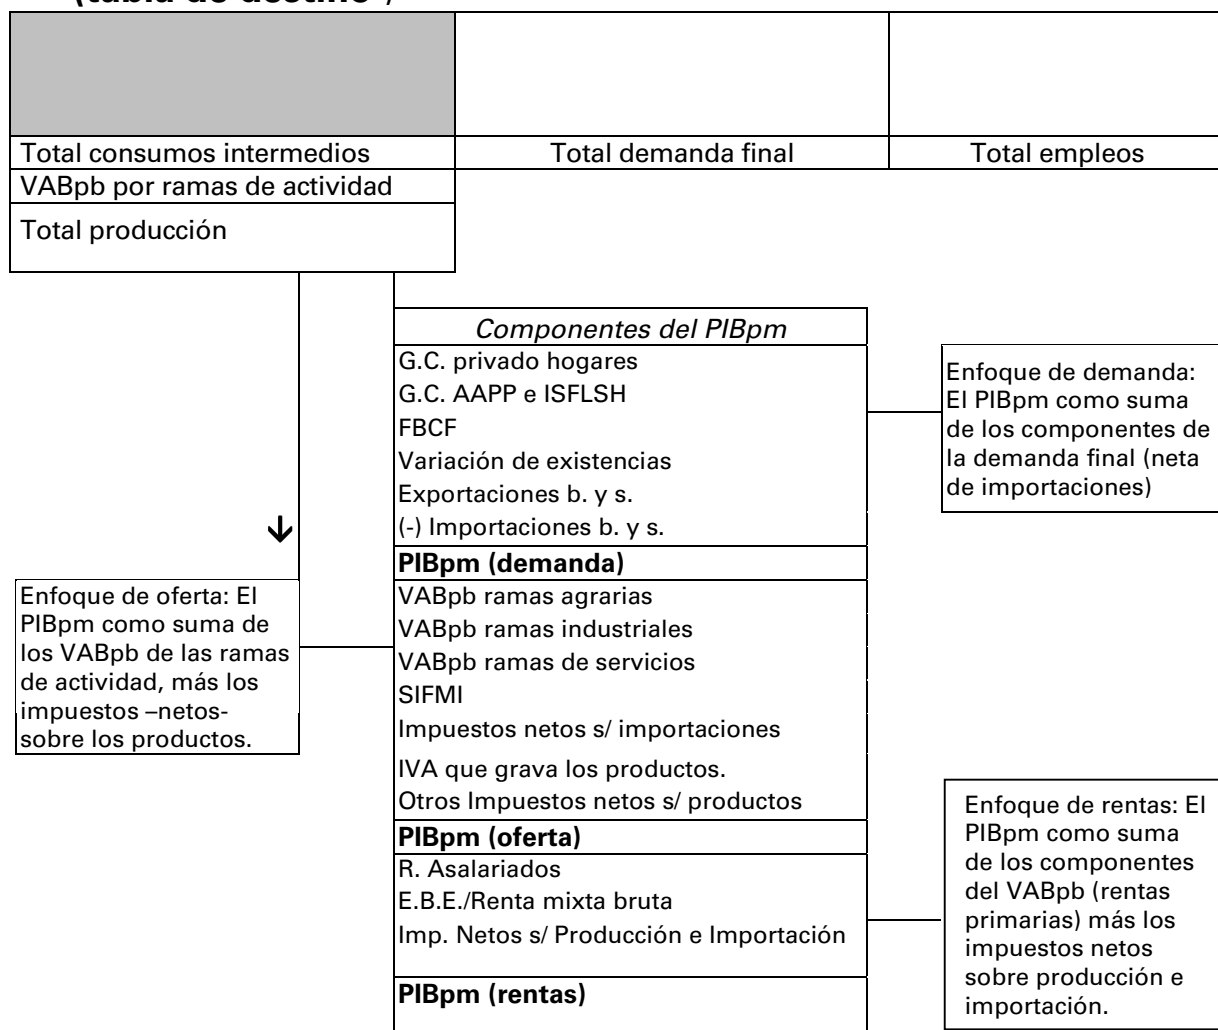 (tabla de destino )
Total consumos intermedios
Total demanda final
Total empleos
VABpb por ramas de actividad
Total producción
Componentes del PIBpm
G.C. privado hogares
G.C. AAPP e ISFLSH
FBCF
Variación de existencias
Exportaciones b. y s.
(-) Importaciones b. y s.
PIBpm (demanda)
VABpb ramas agrarias
VABpb ramas industriales
VABpb ramas de servicios
SIFMI
Impuestos netos s/ importaciones
IVA que grava los productos.
Otros Impuestos netos s/ productos
PIBpm (oferta)
R. Asalariados
E.B.E./Renta mixta bruta
Imp. Netos s/ Producción e Importación
PIBpm (rentas)
Enfoque de demanda:
El PIBpm como suma
de los componentes de
la demanda final (neta
de importaciones)
Enfoque de oferta: El
PIBpm como suma de
los VABpb de las ramas
de actividad, más los
impuestos –netos-
sobre los productos.
Enfoque de rentas: El
PIBpm como suma
de los componentes
del VABpb (rentas
primarias) más los
impuestos netos
sobre producción e
importación.